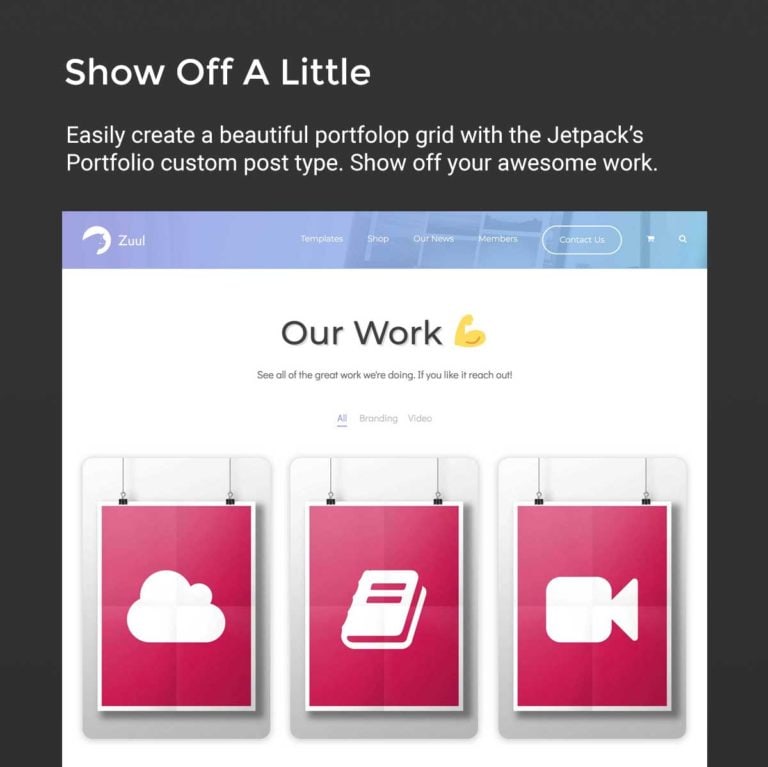 Show Off A Little
Easily create a beautiful portfolop grid with the Jetpack’s
Portfolio custom post type. Show off your awesome work.
Zuul Templates Shop Our News Members Contact Us
Our Work 💪
See all of the great work we're doing. If you like it reach out!
All Branding Video